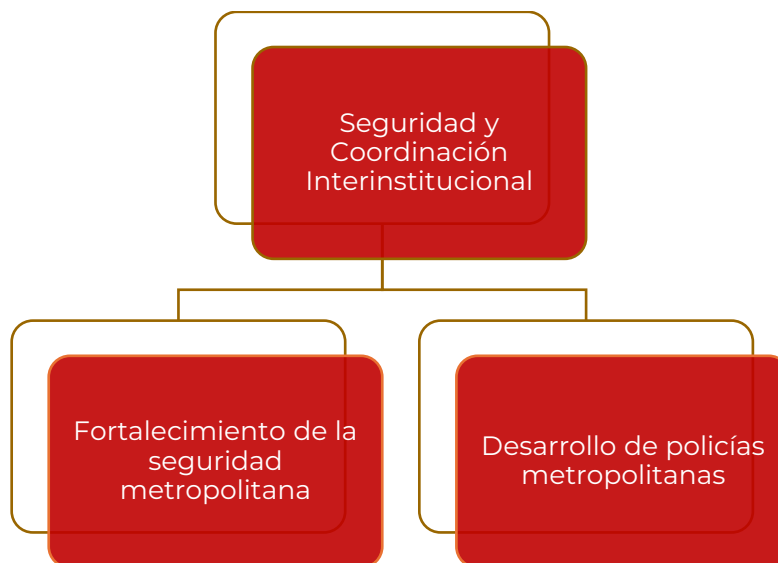 Seguridad y
Coordinación
Interinstitucional
Fortalecimiento de la
seguridad
metropolitana
Desarrollo de policías
metropolitanas